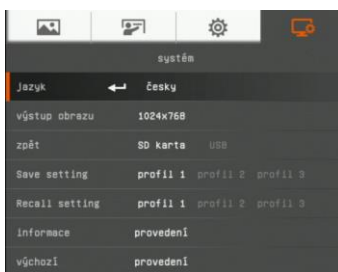 systém
Jazyk česky
výstup obrazu 1024x768
zpět SD karta USB
Save setting profil 1 profil 2 profil 3
Recall setting profil 1 profil 2 profil 3
informace provedení
výchozí provedení